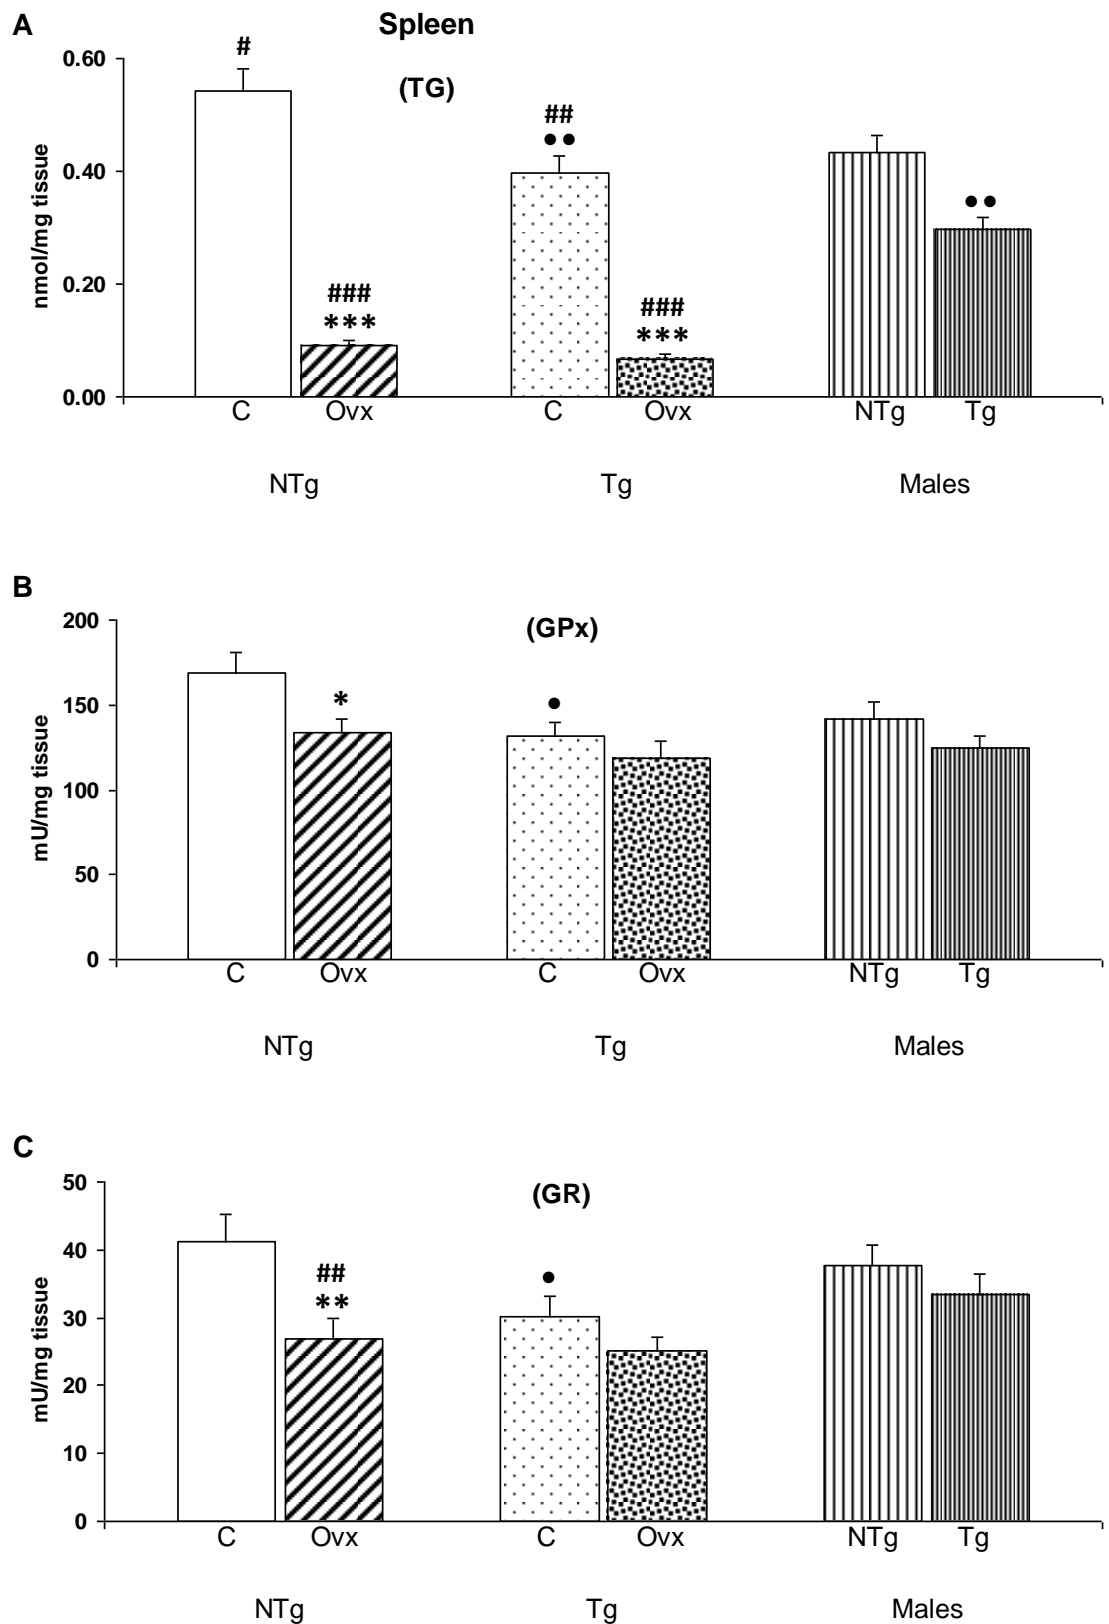 A
Spleen
(TG)
nmol/mg tissue
0.60
0.40
0.20
0.00
#
###
***
##
●●
###
***
●●
C Ovx C Ovx NTg Tg
NTg Tg Males
B
(GPx)
mU/mg tissue
200
150
100
50
0
*
●
C Ovx C Ovx NTg Tg
NTg Tg Males
C
(GR)
mU/mg tissue
50
40
30
20
10
0
##
**
●
C Ovx C Ovx NTg Tg
NTg Tg Males